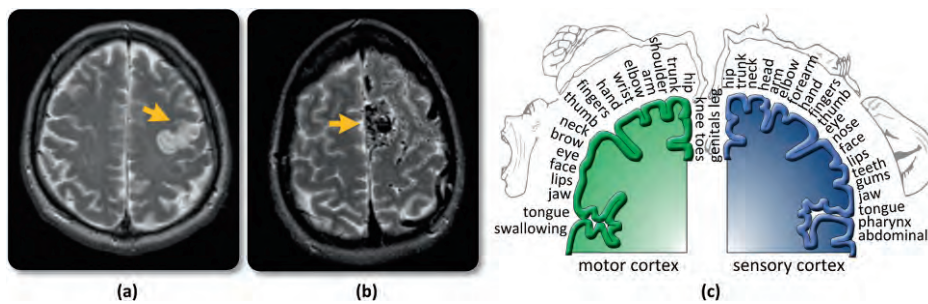 shoulder
trunk
hip
arm
elbow
wrist
hand
fingers
thumb
neck
brow
eye
face
lips
jaw
tongue
swallowing
knee
toes
genitals
leg
hip
trunk
neck
head
arm
elbow
forearm
hand
fingers
thumb
eye
nose
face
lips
teeth
gums
jaw
tongue
pharynx
abdominal
motor cortex
sensory cortex
(a)
(b)
(c)